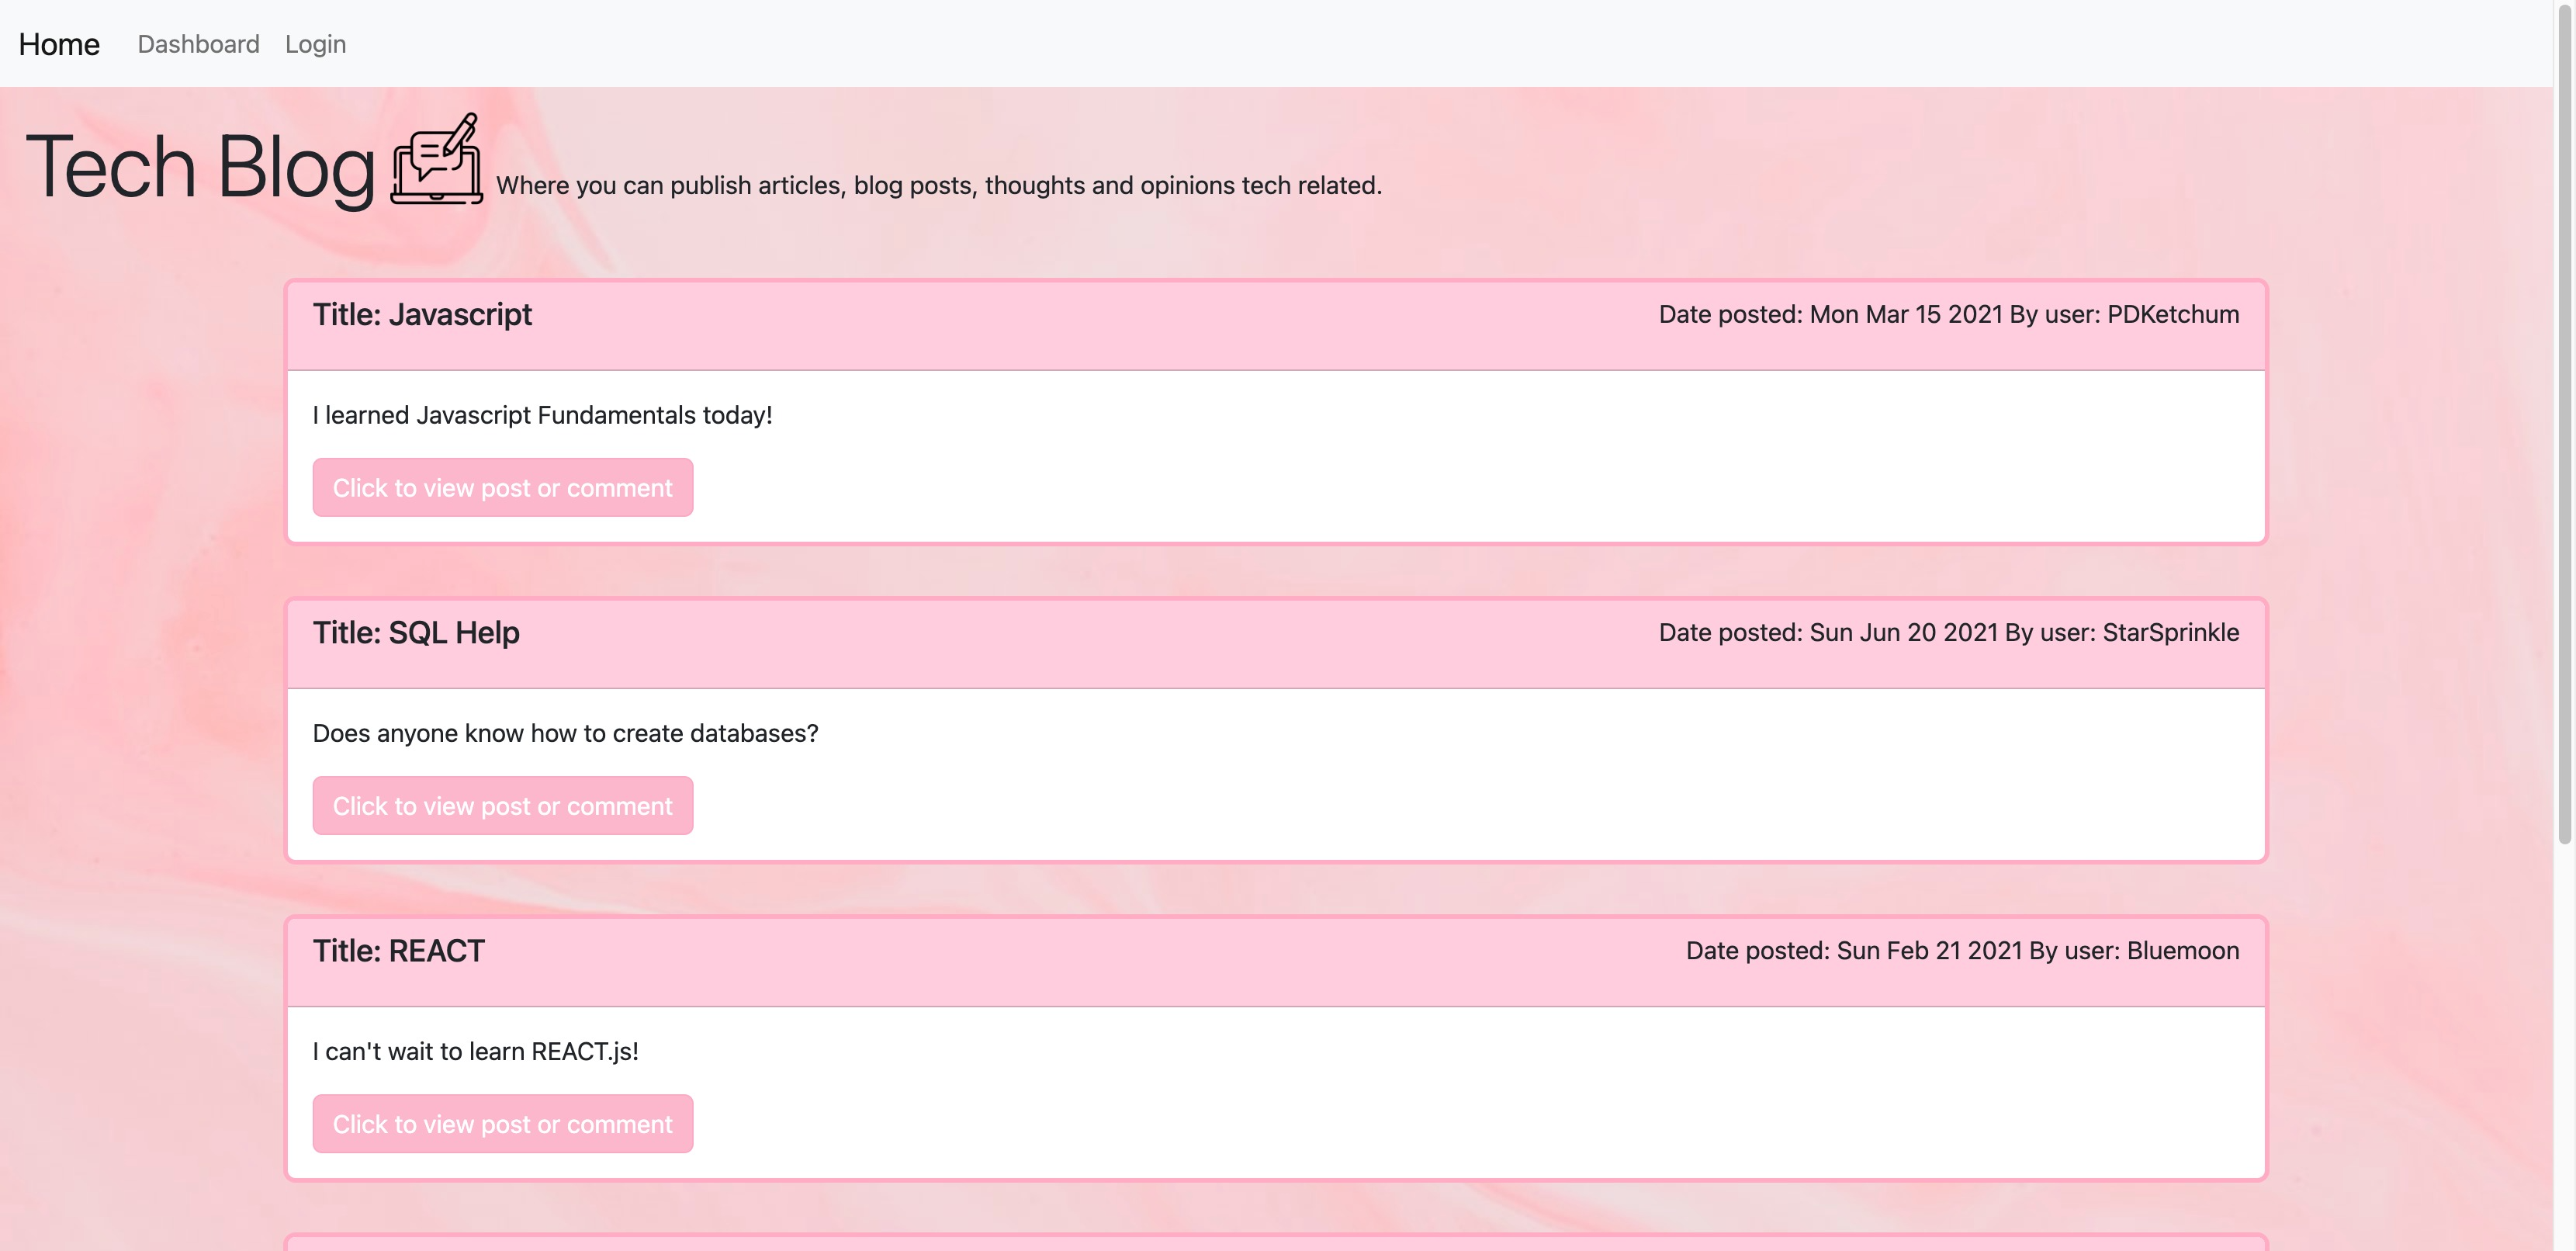 Home Dashboard Login
Tech Blog Where you can publish articles, blog posts, thoughts and opinions tech related.
Title: Javascript Date posted: Mon Mar 15 2021 By user: PDKetchum
I learned Javascript Fundamentals today!
Click to view post or comment
Title: SQL Help Date posted: Sun Jun 20 2021 By user: StarSprinkle
Does anyone know how to create databases?
Click to view post or comment
Title: REACT Date posted: Sun Feb 21 2021 By user: Bluemoon
I can't wait to learn REACT.js!
Click to view post or comment